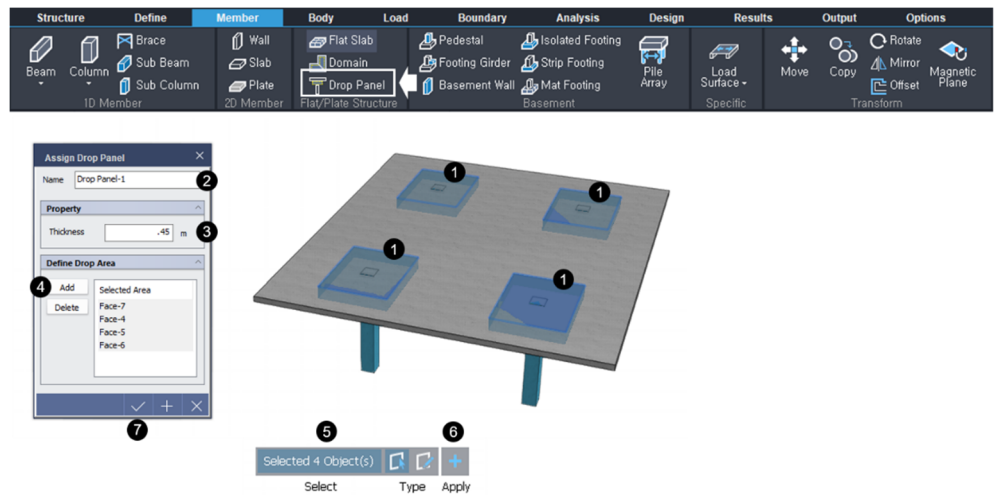 Structure Define Member Body Load Boundary Analysis Design Results Output Options
Beam
Column
Brace
Sub Beam
Sub Column
1D Member
Wall
Slab
Plate
2D Member
Flat Slab
Domain
Drop Panel
Flat/Plate Structure
Pedestal
Footing Girder
Basement Wall
Isolated Footing
Strip Footing
Mat Footing
Pile
Array
Basement
Load
Surface
Specific
Move
Copy
Rotate
Mirror
Offset
Magnetic
Plane
Transform
Assign Drop Panel
Name Drop Panel-1 2
Property
Thickness .45 m 3
Define Drop Area
4 Add
Delete
Selected Area
Face-7
Face-4
Face-5
Face-6
7
1
1
1
1
5 6
Selected 4 Object(s)
Select Type Apply